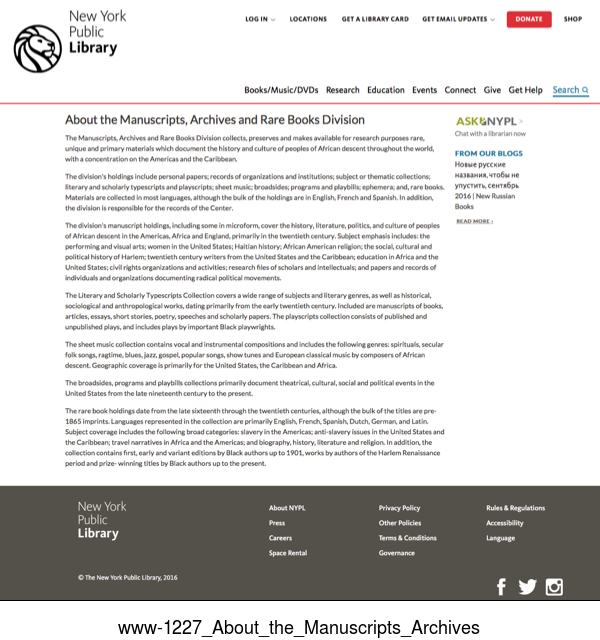 New York
Public
Library
LOG IN
LOCATIONS
GET A LIBRARY CARD
GET EMAIL UPDATES
DONATE
SHOP
Books/Music/DVDs
Research
Education
Events
Connect
Give
Get Help
Search
About the Manuscripts, Archives and Rare Books Division
The Manuscripts, Archives and Rare Books Division collects, preserves and makes available for research purposes rare,
unique and primary materials which document the history and culture of peoples of African descent throughout the world,
with a concentration on the Americas and the Caribbean.
The division's holdings include personal papers; records of organizations and institutions; subject or thematic collections;
literary and scholarly typescripts and playscripts; sheet music; broadsides; programs and playbills; ephemera; and, rare books.
Materials are collected in most languages, although the bulk of the holdings are in English, French and Spanish. In addition,
the division is responsible for the records of the Center.
The division's manuscript holdings, including some in microform, cover the history, literature, politics, and culture of peoples
of African descent in the Americas, Africa and England, primarily in the twentieth century. Subject emphasis includes: the
performing and visual arts; women in the United States; Haitian history; African American religion; the social, cultural and
political history of Harlem; twentieth century writers from the United States and the Caribbean; education in Africa and the
United States; civil rights organizations and activities; research files of scholars and intellectuals; and papers and records of
individuals and organizations documenting radical political movements.
The Literary and Scholarly Typescripts Collection covers a wide range of subjects and literary genres, as well as historical,
sociological and anthropological works, dating primarily from the early twentieth century. Included are manuscripts of books,
articles, essays, short stories, poetry, speeches and scholarly papers. The playscripts collection consists of published and
unpublished plays, and includes plays by important Black playwrights.
The sheet music collection contains vocal and instrumental compositions and includes the following genres: spirituals, secular
folk songs, ragtime, blues, jazz, gospel, popular songs, show tunes and European classical music by composers of African
descent. Geographic coverage is primarily for the United States, the Caribbean and Africa.
The broadsides, programs and playbills collections primarily document theatrical, cultural, social and political events in the
United States from the late nineteenth century to the present.
The rare book holdings date from the late sixteenth through the twentieth centuries, although the bulk of the titles are pre-
1865 imprints. Languages represented in the collection are primarily English, French, Spanish, Dutch, German, and Latin.
Subject coverage includes the following broad categories: slavery in the Americas; anti-slavery issues in the United States and
the Caribbean; travel narratives in Africa and the Americas; and biography, history, literature and religion. In addition, the
collection contains first, early and variant editions by Black authors up to 1901, works by authors of the Harlem Renaissance
period and prize- winning titles by Black authors up to the present.
ASK NYPL >
Chat with a librarian now
FROM OUR BLOGS
Новые русские
названия, чтобы не
упустить, сентябрь
2016 | New Russian
Books
READ MORE ›
New York
Public
Library
About NYPL
Press
Careers
Space Rental
Privacy Policy
Other Policies
Terms & Conditions
Governance
Rules & Regulations
Accessibility
Language
© The New York Public Library, 2016
www-1227_About_the_Manuscripts_Archives